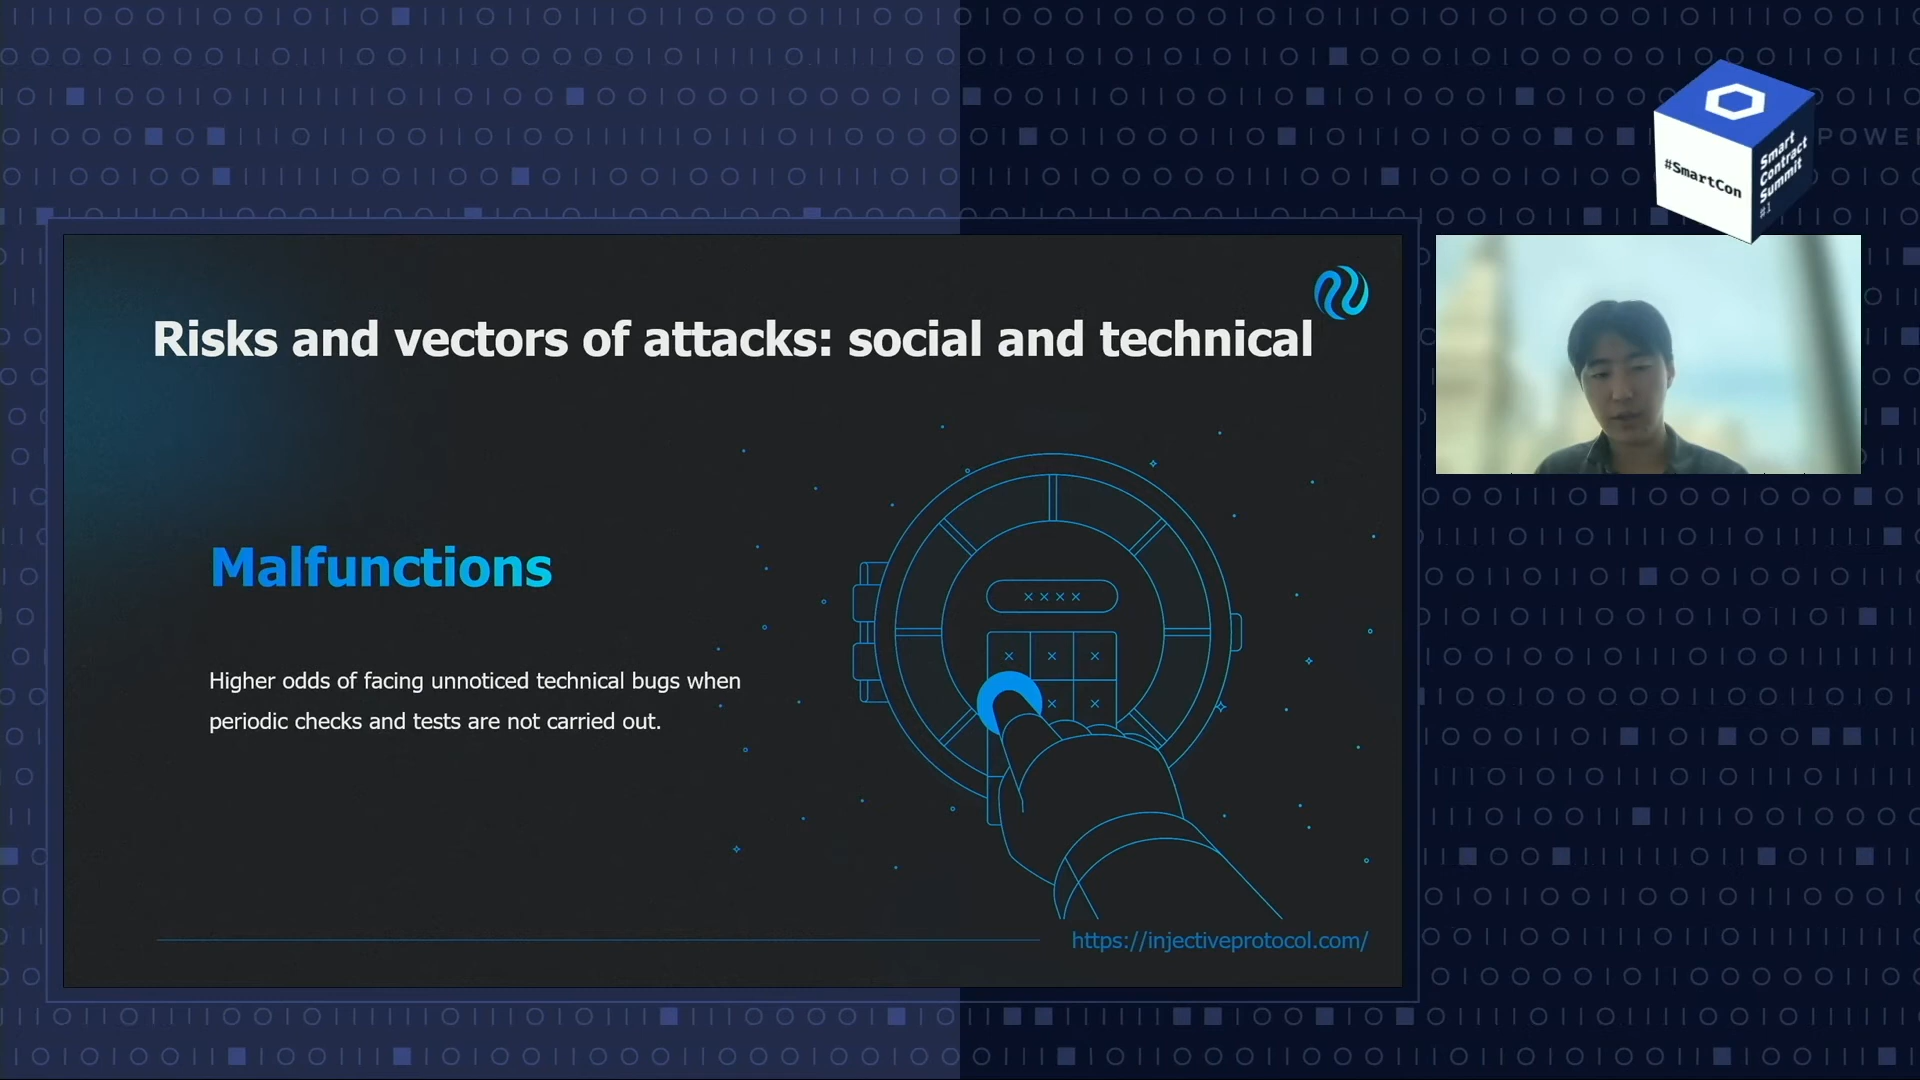 #SmartCon
Smart
Contract
Summit
#1
POWE
Risks and vectors of attacks: social and technical
Malfunctions
Higher odds of facing unnoticed technical bugs when
periodic checks and tests are not carried out.
https://injectiveprotocol.com/